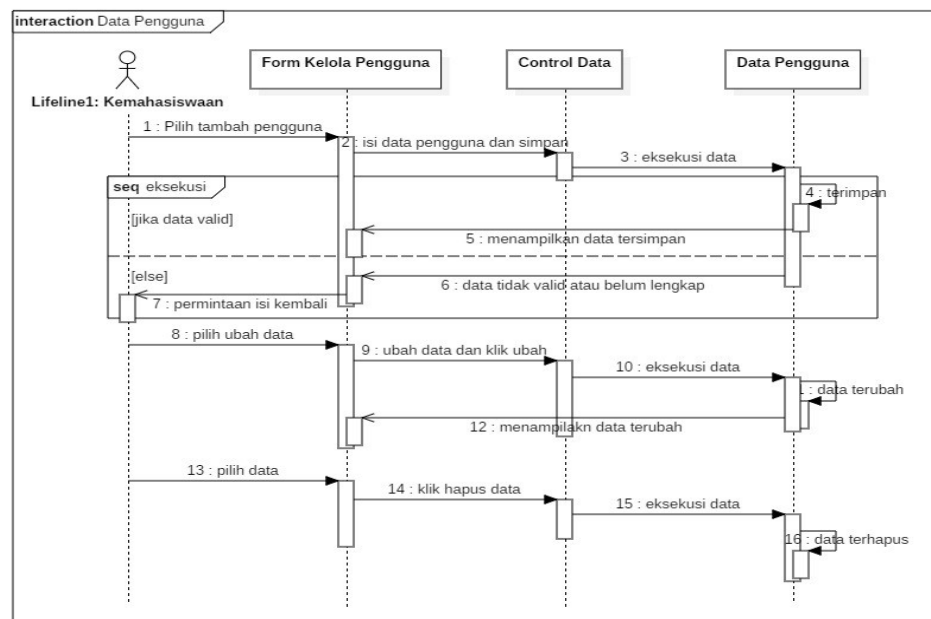 interaction Data Pengguna
Form Kelola Pengguna
Control Data
Data Pengguna
Lifeline1: Kemahasiswaan
1 : Pilih tambah pengguna
2 : isi data pengguna dan simpan
3 : eksekusi data
seq eksekusi
4 : terimpan
[jika data valid]
5 : menampilkan data tersimpan
[else]
6 : data tidak valid atau belum lengkap
7 : permintaan isi kembali
8 : pilih ubah data
9 : ubah data dan klik ubah
10 : eksekusi data
1 : data terubah
12 : menampilakn data terubah
13 : pilih data
14 : klik hapus data
15 : eksekusi data
16 : data terhapus